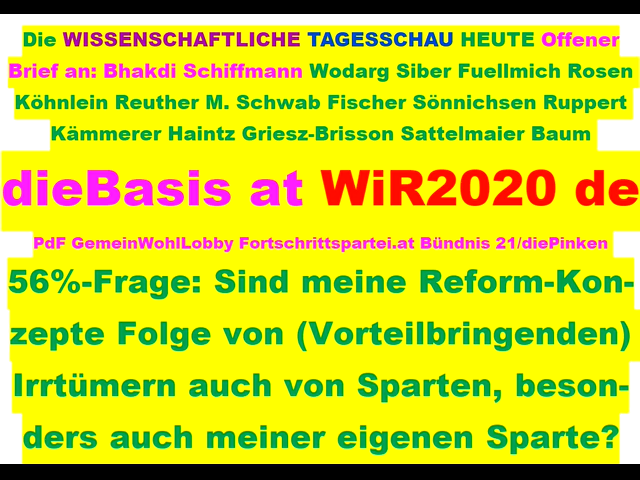 Die WISSENSCHAFTLICHE TAGESSCHAU HEUTE Offener
Brief an: Bhakdi Schiffmann Wodarg Siber Fuellmich Rosen
Köhnlein Reuther M. Schwab Fischer Sönnichsen Ruppert
Kämmerer Haintz Griesz-Brisson Sattelmaier Baum
dieBasis at WiR2020 de
PdF GemeinWohlLobby Fortschrittspartei.at Bündnis 21/diePinken
56%-Frage: Sind meine Reform-Kon-
zepte Folge von (Vorteilbringenden)
Irrtümern auch von Sparten, beson-
ders auch meiner eigenen Sparte?